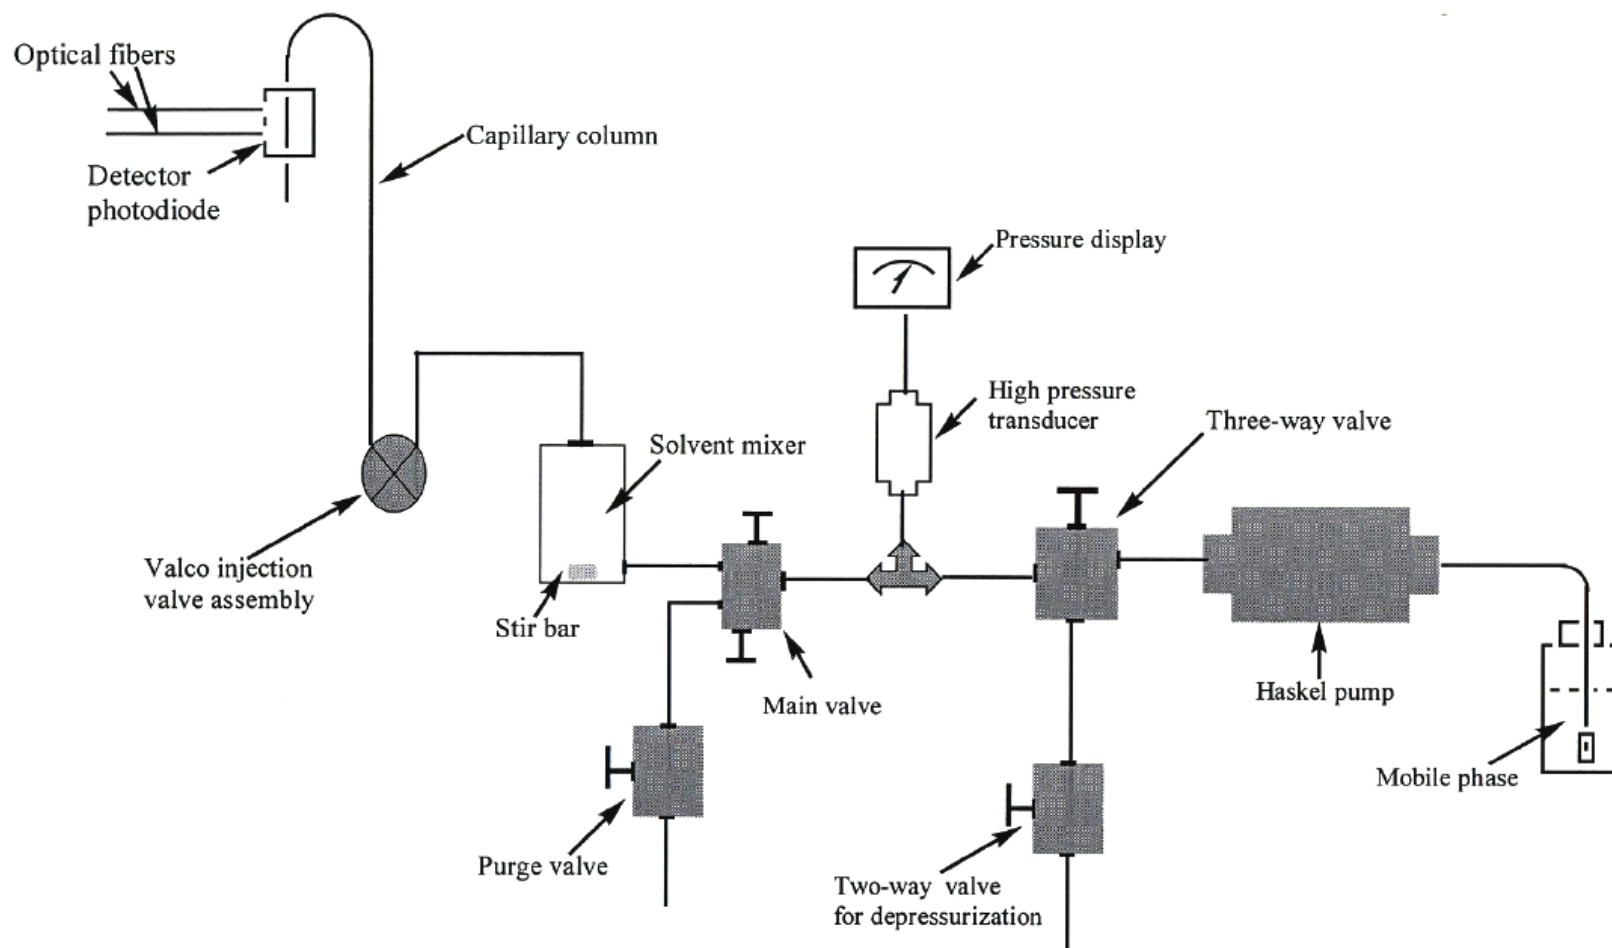 Optical fibers
Capillary column
Detector
photodiode
Pressure display
High pressure
transducer
Three-way valve
Solvent mixer
Valco injection
valve assembly
Stir bar
Main valve
Haskel pump
Mobile phase
Purge valve
Two-way valve
for depressurization